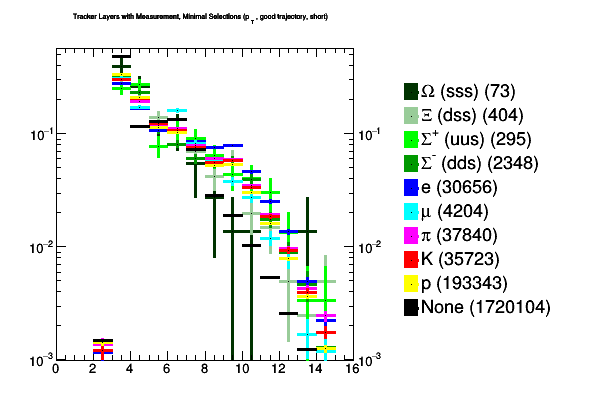 Tracker Layers with Measurement, Minimal Selections (p_T, good trajectory, short)
10⁻¹
10⁻²
10⁻³
0 2 4 6 8 10 12 14 16
10⁻¹
10⁻²
10⁻³
Ω (sss) (73)
Ξ (dss) (404)
Σ⁺ (uus) (295)
Σ⁻ (dds) (2348)
e (30656)
μ (4204)
π (37840)
K (35723)
p (193343)
None (1720104)